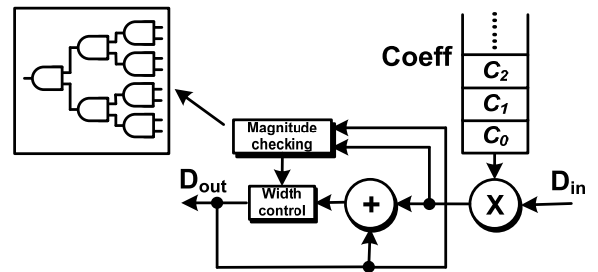 Coeff
C2
C1
C0
Magnitude
checking
Dout
Width
control
+
X
Din